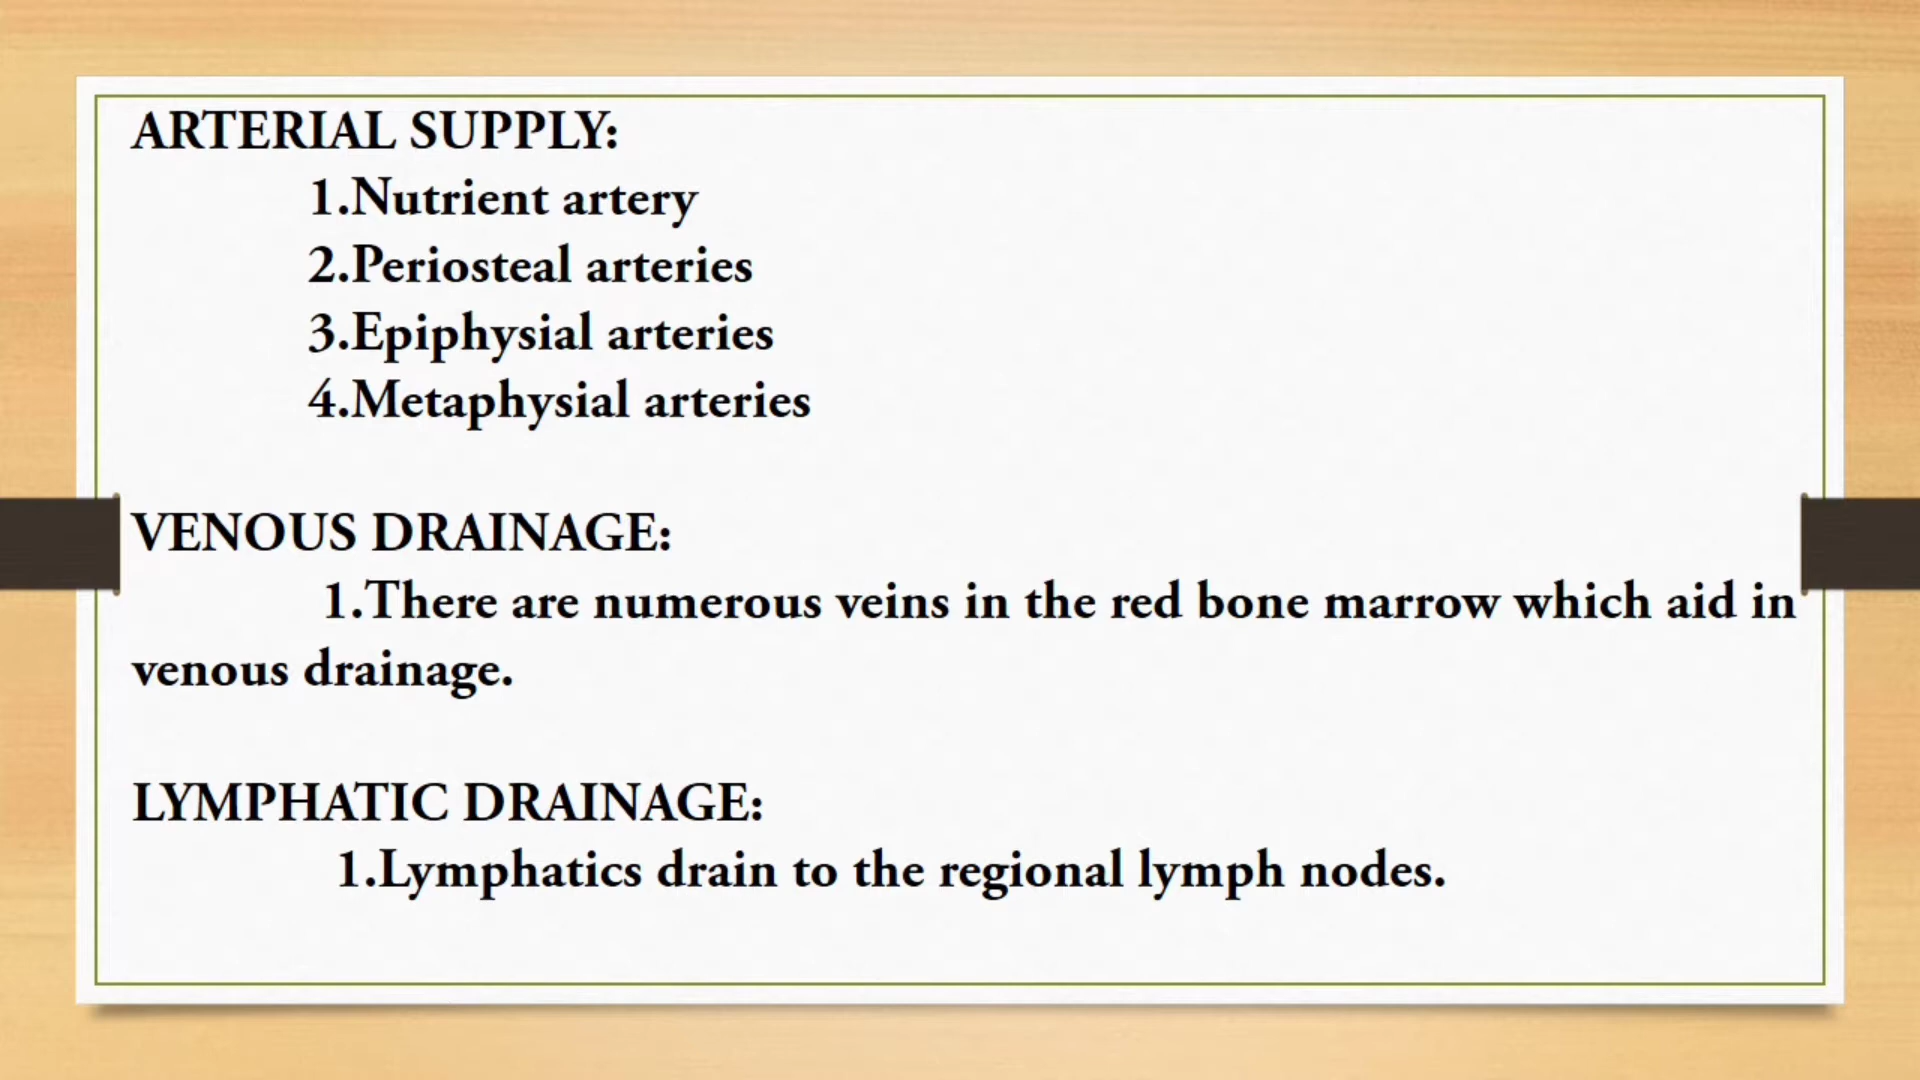 ARTERIAL SUPPLY:
1.Nutrient artery
2.Periosteal arteries
3.Epiphysial arteries
4.Metaphysial arteries
VENOUS DRAINAGE:
1.There are numerous veins in the red bone marrow which aid in
venous drainage.
LYMPHATIC DRAINAGE:
1.Lymphatics drain to the regional lymph nodes.